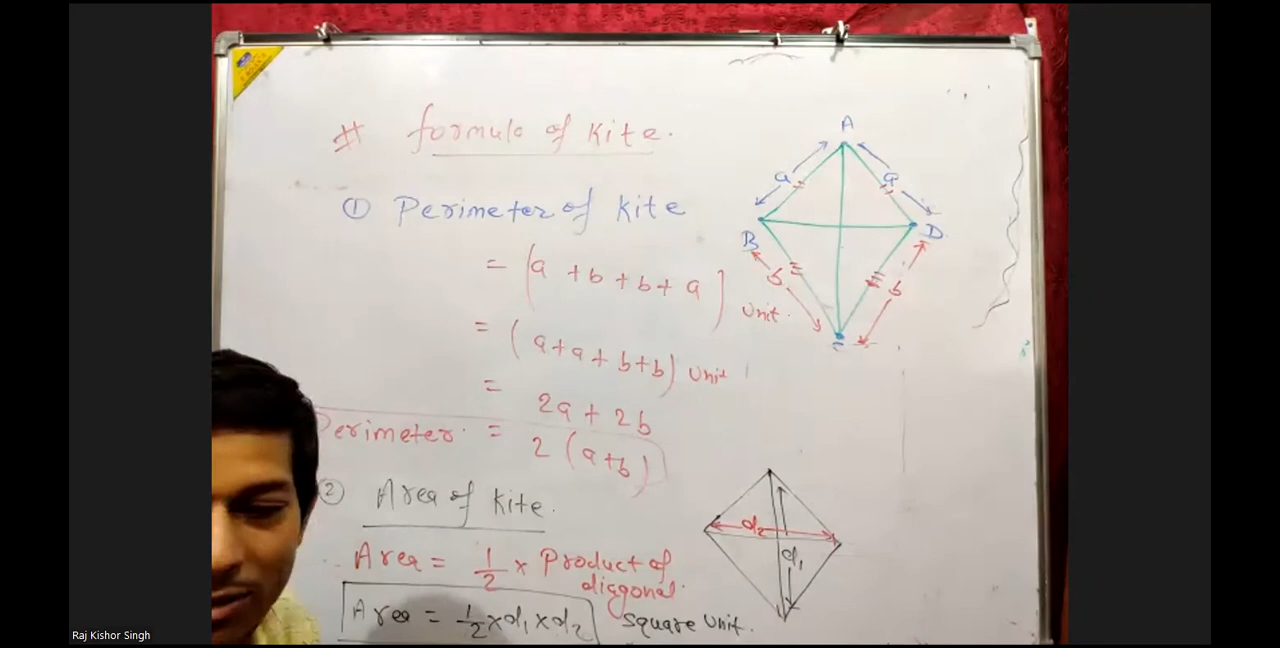 # formula of Kite.
① Perimeter of Kite
= (a + b + b + a) unit.
= (a + a + b + b) unit
= 2a + 2b
Perimeter = 2 (a+b)
② Area of Kite.
Area = 1/2 × Product of diagonal.
Area = 1/2 × d₁ × d₂ square unit.
A
a a
B D
b b
d₂
d₁
Raj Kishor Singh